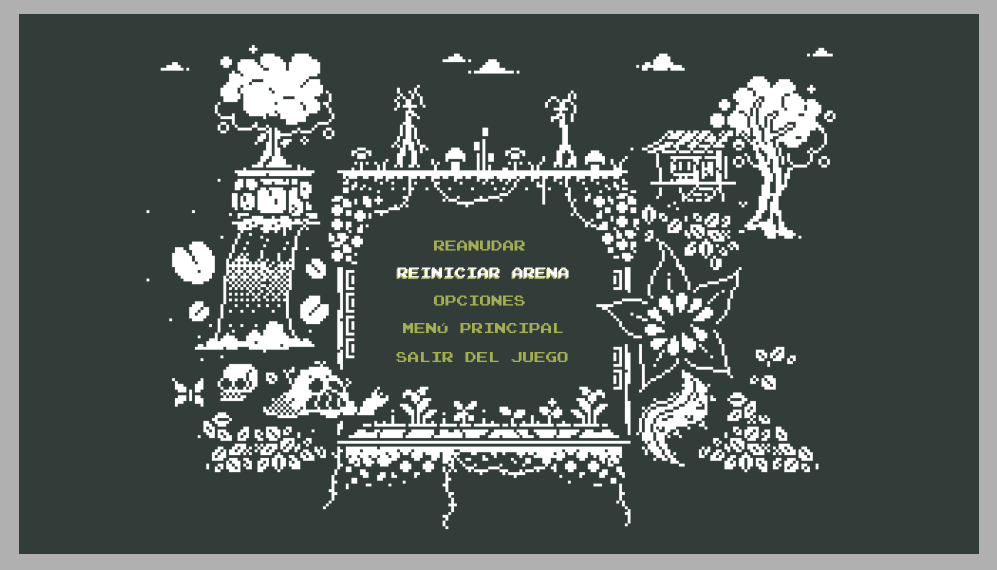 REANUDAR
REINICIAR ARENA
OPCIONES
MENú PRINCIPAL
SALIR DEL JUEGO